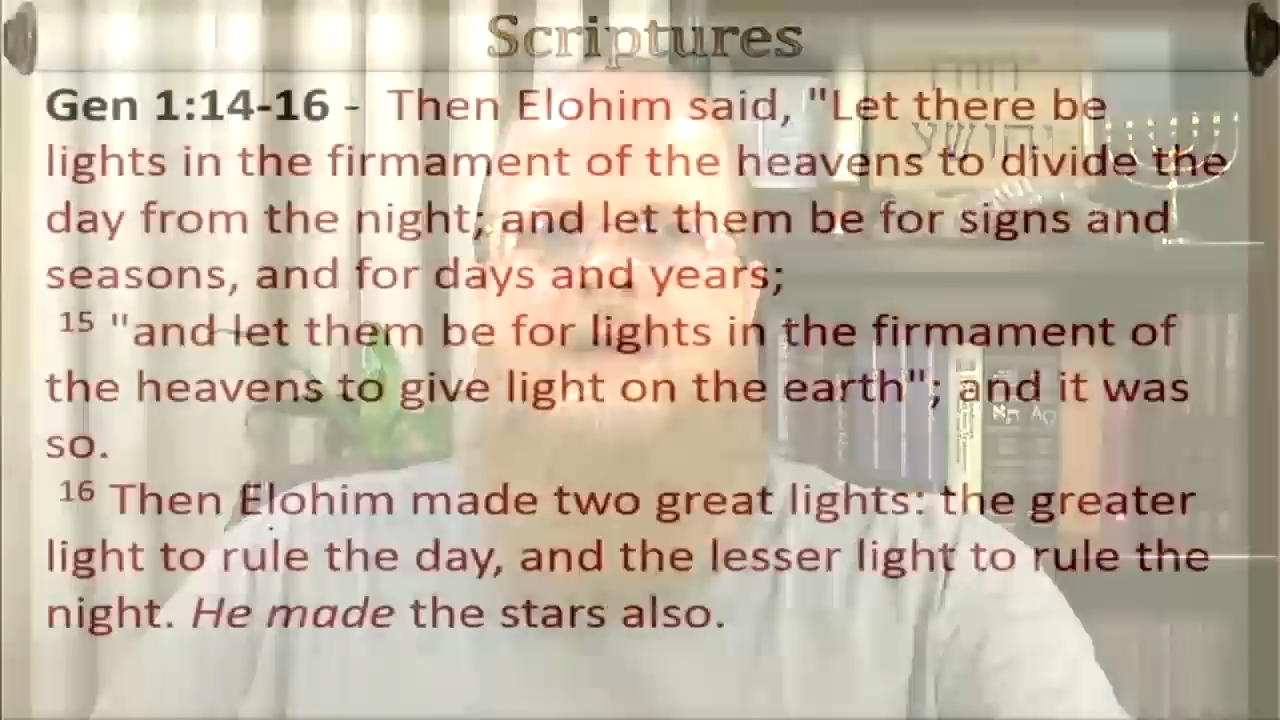 Scriptures
Gen 1:14-16 - Then Elohim said, "Let there be
lights in the firmament of the heavens to divide the
day from the night; and let them be for signs and
seasons, and for days and years;
15 "and let them be for lights in the firmament of
the heavens to give light on the earth"; and it was
so.
16 Then Elohim made two great lights: the greater
light to rule the day, and the lesser light to rule the
night. He made the stars also.
יהושע